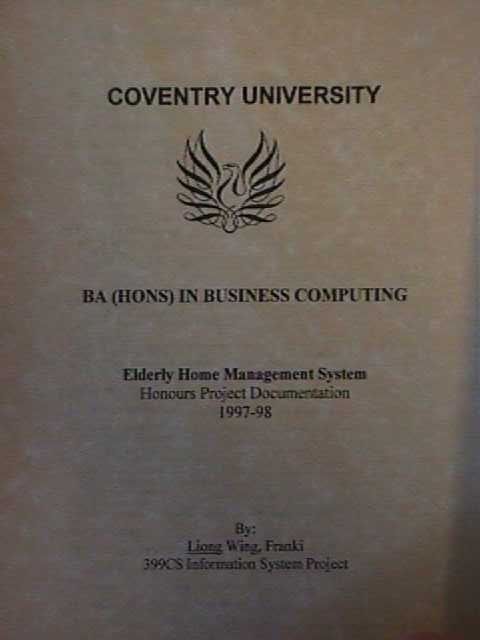 COVENTRY UNIVERSITY
BA (HONS) IN BUSINESS COMPUTING
Elderly Home Management System
Honours Project Documentation
1997-98
By:
Liong Wing, Franki
399CS Information System Project